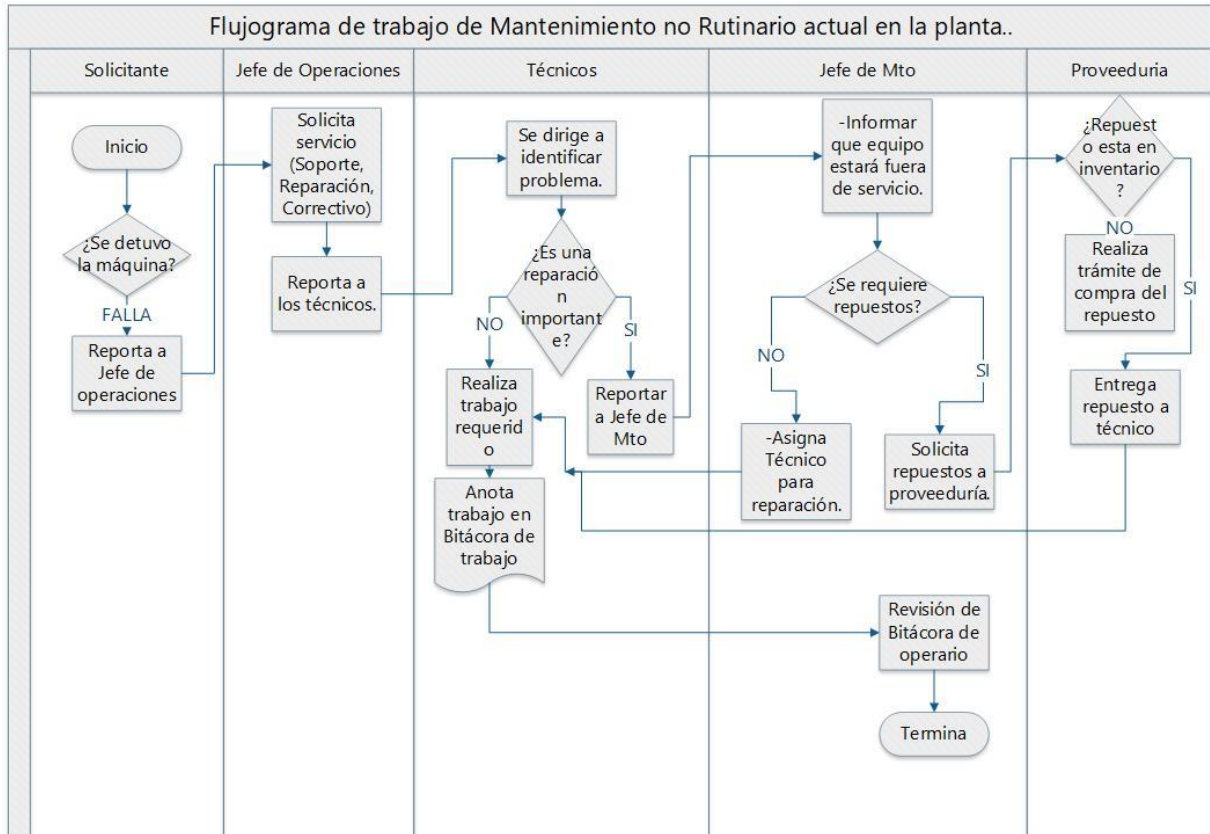 Flujograma de trabajo de Mantenimiento no Rutinario actual en la planta..
Solicitante
Jefe de Operaciones
Técnicos
Jefe de Mto
Proveeduria
Inicio
¿Se detuvo
la máquina?
FALLA
Reporta a
Jefe de
operaciones
Solicita
servicio
(Soporte,
Reparación,
Correctivo)
Reporta a
los técnicos.
Se dirige a
identificar
problema.
¿Es una
reparació
n
important
e?
NO
SI
Realiza
trabajo
requerid
o
Reportar
a Jefe de
Mto
Anota
trabajo en
Bitácora de
trabajo
-Informar
que equipo
estará fuera
de servicio.
¿Se requiere
repuestos?
NO
SI
-Asigna
Técnico
para
reparación.
Solicita
repuestos a
proveeduría.
Revisión de
Bitácora de
operario
Termina
¿Repuest
o esta en
inventario
?
NO
SI
Realiza
trámite de
compra del
repuesto
Entrega
repuesto a
técnico